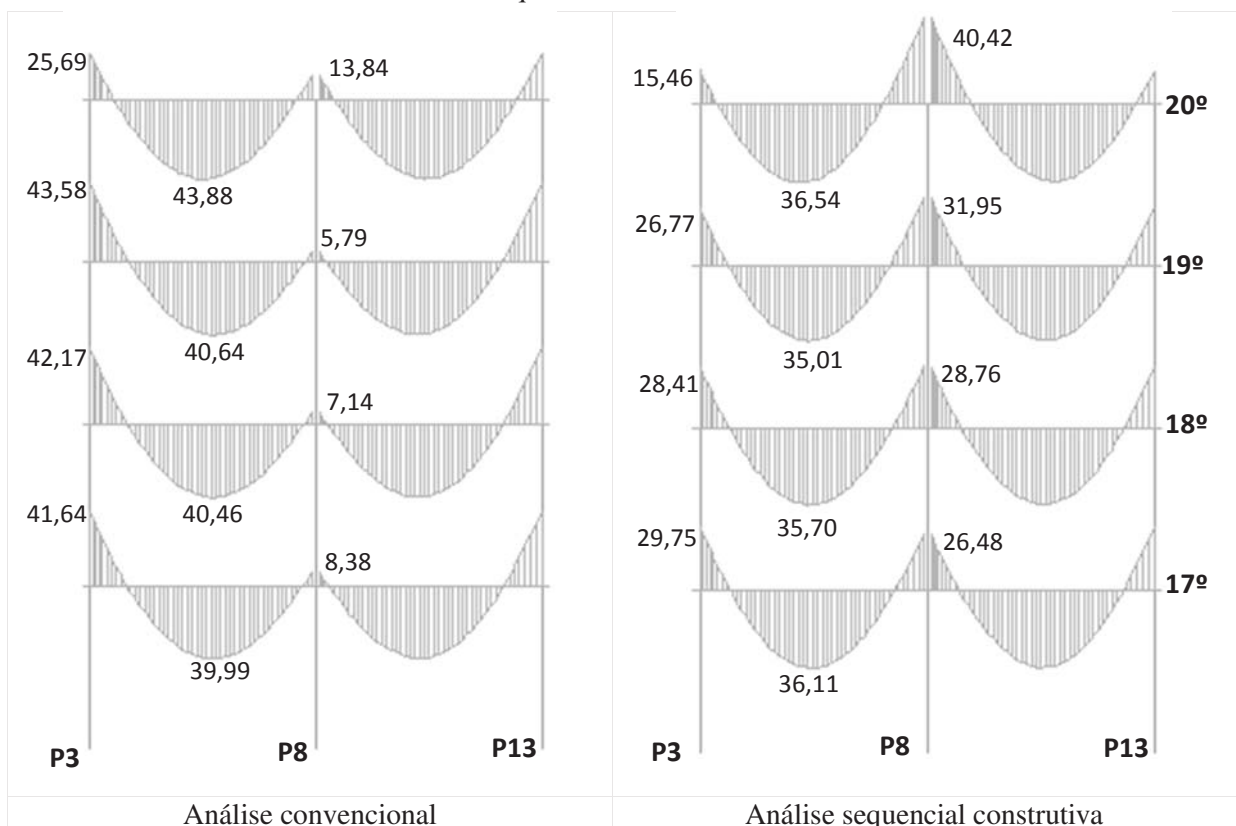 25,69
13,84
43,88
43,58
5,79
40,64
42,17
7,14
40,46
41,64
8,38
39,99
P3
P8
P13
Análise convencional
15,46
40,42
20º
36,54
26,77
31,95
19º
35,01
28,41
28,76
18º
35,70
29,75
26,48
17º
36,11
P3
P8
P13
Análise sequencial construtiva